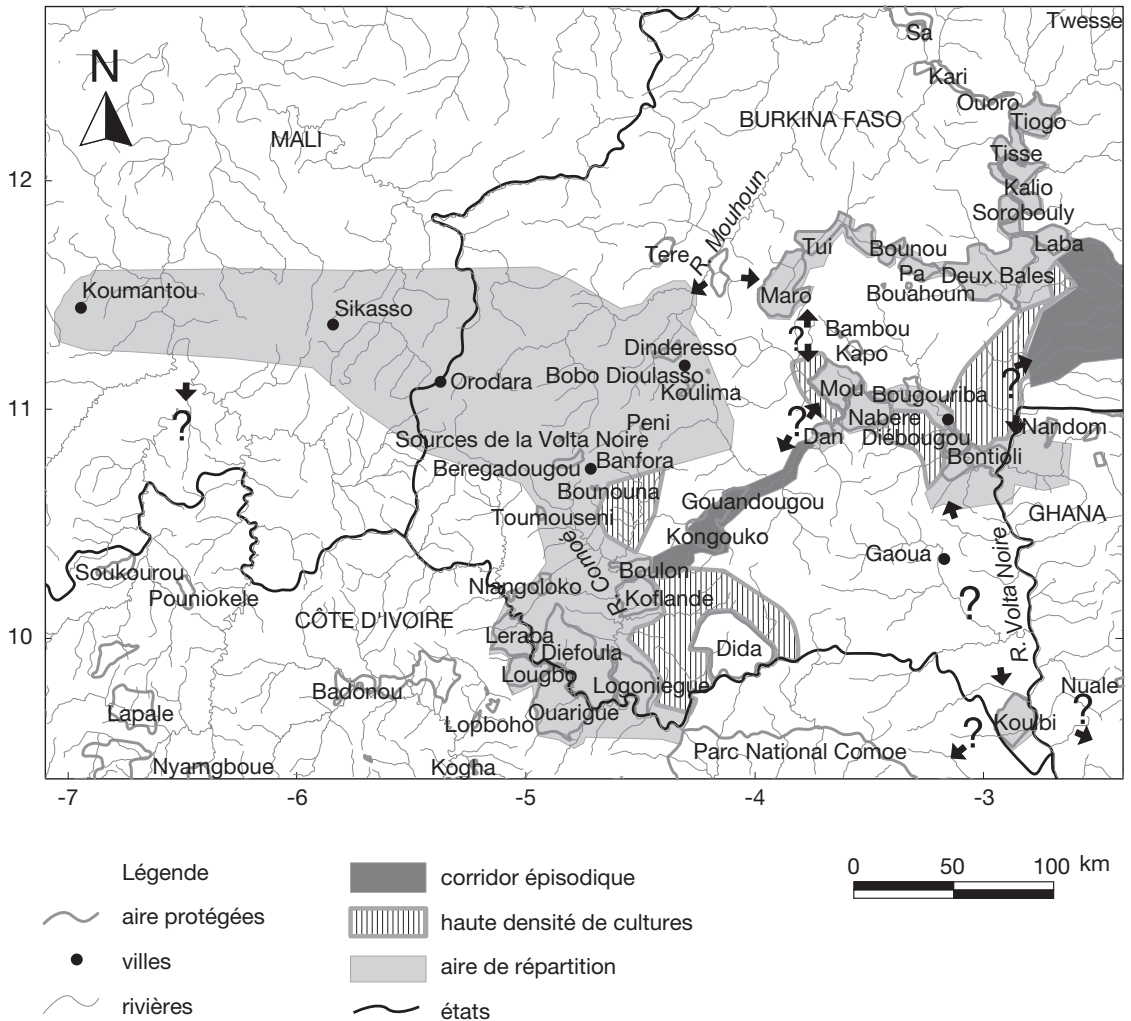 Sa
Twesse
N
Kari
Ouoro
Tiogo
BURKINA FASO
MALI
Tisse
12
Kalio
Sorobouly
R. Mouhoun
Tere
Tui
Bounou
Laba
Pa
Deux Bales
Koumantou
Maro
Bouahoum
Sikasso
?
Bambou
Dinderesso
Kapo
Orodara
Bobo Dioulasso
Koulima
Mou
Bougouriba
?
11
?
Peni
?
Nabere
Dan
Diebougou
Nandom
Sources de la Volta Noire
Beregadougou
Banfora
Bontioli
Bounouna
Gouandougou
Toumouseni
GHANA
Kongouko
Gaoua
R. Comoé
Boulon
R. Volta Noire
Soukourou
Niangoloko
Koflande
Pouniokele
?
CÔTE D'IVOIRE
10
Leraba
Diefoula
Dida
Lougbo
Badonou
Logoniegue
Nuale
Lapale
Ouarigue
Lopboho
Koulbi
?
?
Parc National Comoe
Nyamgboue
Kogha
-7
-6
-5
-4
-3
Légende
aire protégées
villes
rivières
corridor épisodique
haute densité de cultures
aire de répartition
états
0
50
100
km